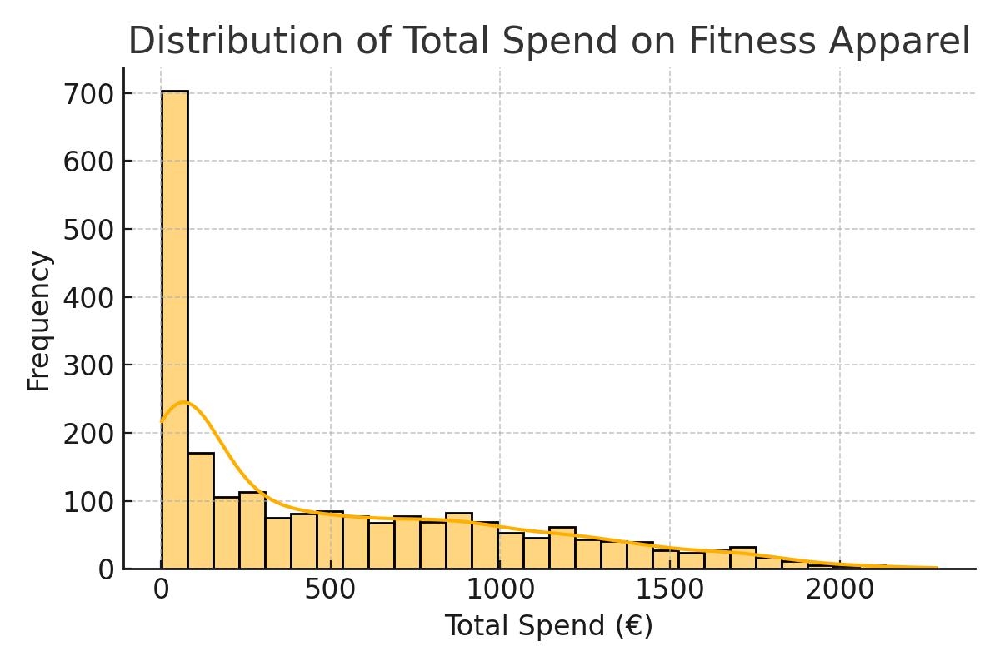 Distribution of Total Spend on Fitness Apparel
700
600
500
400
300
200
100
0
Frequency
0 500 1000 1500 2000
Total Spend (€)